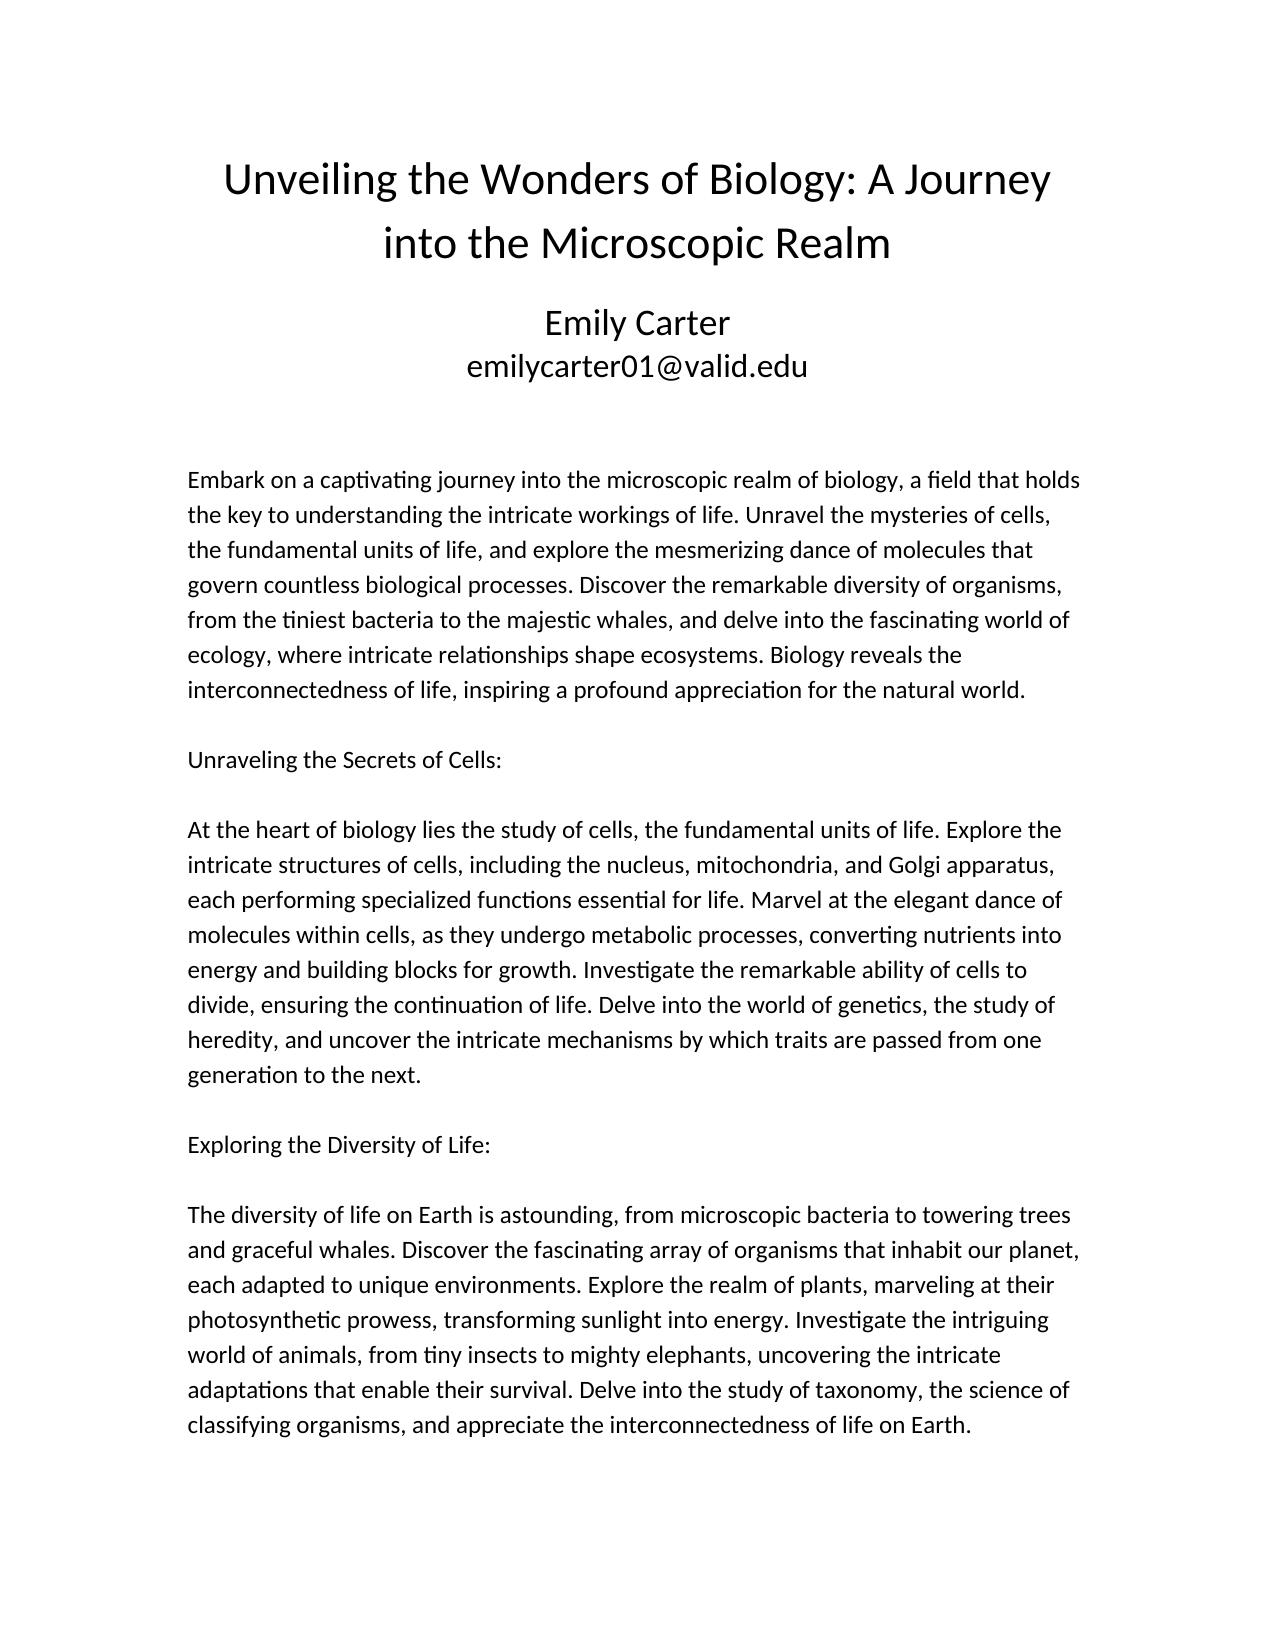 Unveiling the Wonders of Biology: A Journey
into the Microscopic Realm
Emily Carter
emilycarter01@valid.edu
Embark on a captivating journey into the microscopic realm of biology, a field that holds
the key to understanding the intricate workings of life. Unravel the mysteries of cells,
the fundamental units of life, and explore the mesmerizing dance of molecules that
govern countless biological processes. Discover the remarkable diversity of organisms,
from the tiniest bacteria to the majestic whales, and delve into the fascinating world of
ecology, where intricate relationships shape ecosystems. Biology reveals the
interconnectedness of life, inspiring a profound appreciation for the natural world.
Unraveling the Secrets of Cells:
At the heart of biology lies the study of cells, the fundamental units of life. Explore the
intricate structures of cells, including the nucleus, mitochondria, and Golgi apparatus,
each performing specialized functions essential for life. Marvel at the elegant dance of
molecules within cells, as they undergo metabolic processes, converting nutrients into
energy and building blocks for growth. Investigate the remarkable ability of cells to
divide, ensuring the continuation of life. Delve into the world of genetics, the study of
heredity, and uncover the intricate mechanisms by which traits are passed from one
generation to the next.
Exploring the Diversity of Life:
The diversity of life on Earth is astounding, from microscopic bacteria to towering trees
and graceful whales. Discover the fascinating array of organisms that inhabit our planet,
each adapted to unique environments. Explore the realm of plants, marveling at their
photosynthetic prowess, transforming sunlight into energy. Investigate the intriguing
world of animals, from tiny insects to mighty elephants, uncovering the intricate
adaptations that enable their survival. Delve into the study of taxonomy, the science of
classifying organisms, and appreciate the interconnectedness of life on Earth.